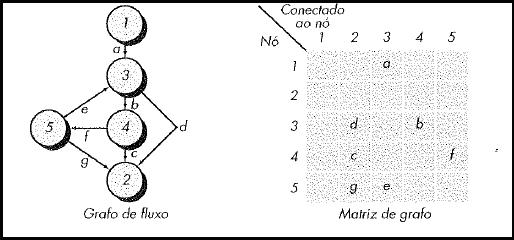 1
a
3
e
b
d
5
f
4
g
c
2
Grafo de fluxo
Conectado
ao nó
Nó
1 2 3 4 5
1 a
2
3 d b
4 c f
5 g e
Matriz de grafo